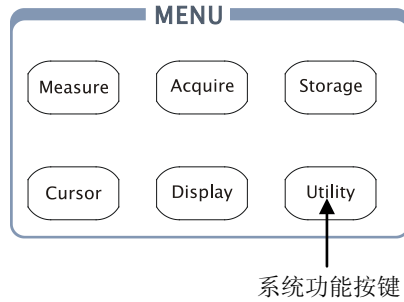 MENU
Measure Acquire Storage
Cursor Display Utility
系统功能按键